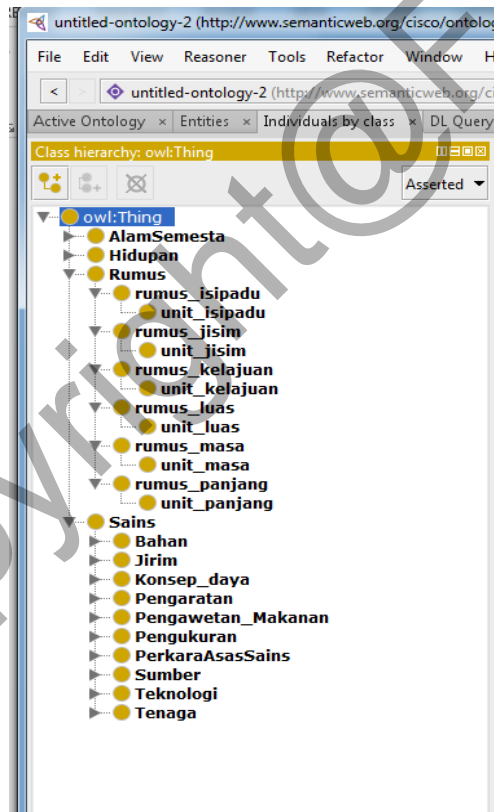 untitled-ontology-2 (http://www.semanticweb.org/cisco/ontolog
File Edit View Reasoner Tools Refactor Window H
< > untitled-ontology-2 (http://www.semanticweb.org/ci
Active Ontology × Entities × Individuals by class × DL Query
Class hierarchy: owl:Thing
Asserted
owl:Thing
AlamSemesta
Hidupan
Rumus
rumus_isipadu
unit_isipadu
rumus_jisim
unit_jisim
rumus_kelajuan
unit_kelajuan
rumus_luas
unit_luas
rumus_masa
unit_masa
rumus_panjang
unit_panjang
Sains
Bahan
Jirim
Konsep_daya
Pengaratan
Pengawetan_Makanan
Pengukuran
PerkaraAsasSains
Sumber
Teknologi
Tenaga
pyright@F